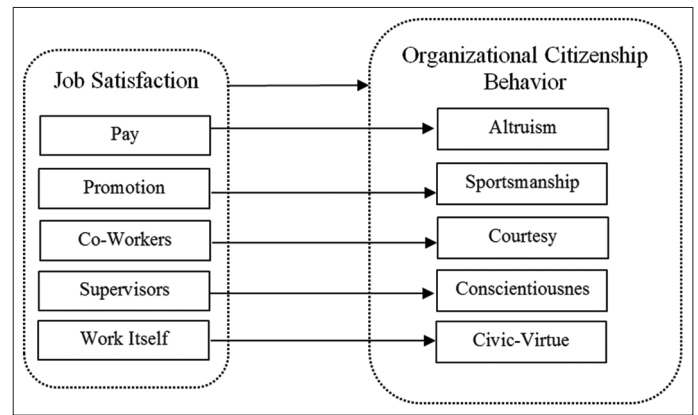 Job Satisfaction
Pay
Promotion
Co-Workers
Supervisors
Work Itself
Organizational Citizenship
Behavior
Altruism
Sportsmanship
Courtesy
Conscientiousnes
Civic-Virtue